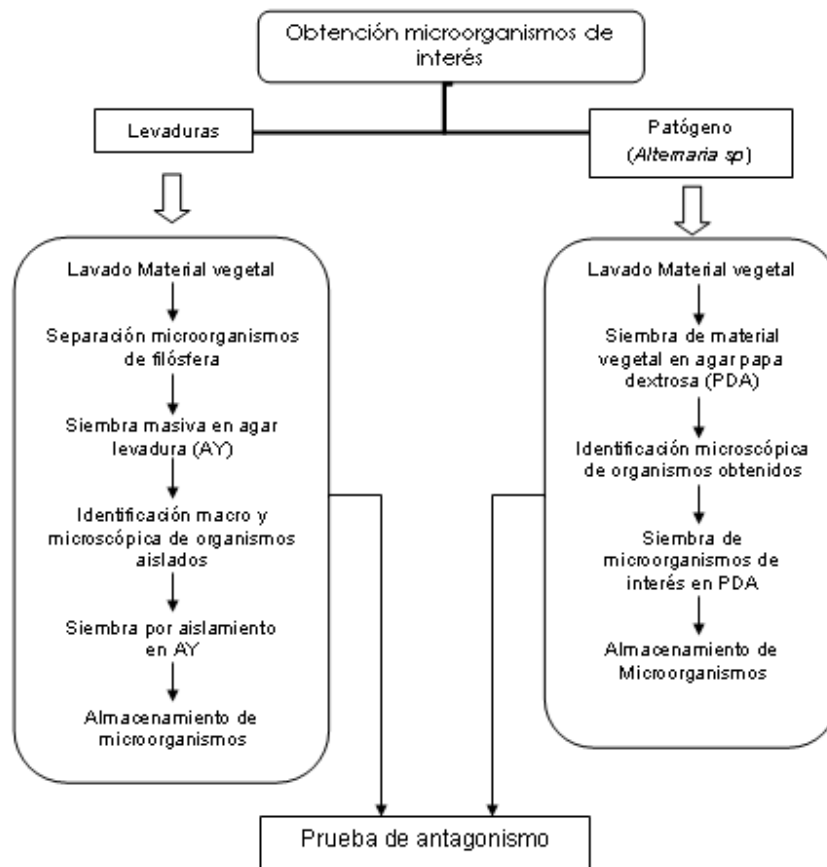 Obtención microorganismos de
interés
Levaduras
Patógeno
(Alternaria sp)
Lavado Material vegetal
Separación microorganismos
de filósfera
Siembra masiva en agar
levadura (AY)
Identificación macro y
microscópica de organismos
aislados
Siembra por aislamiento
en AY
Almacenamiento de
microorganismos
Lavado Material vegetal
Siembra de material
vegetal en agar papa
dextrosa (PDA)
Identificación microscópica
de organismos obtenidos
Siembra de
microorganismos de
interés en PDA
Almacenamiento de
Microorganismos
Prueba de antagonismo